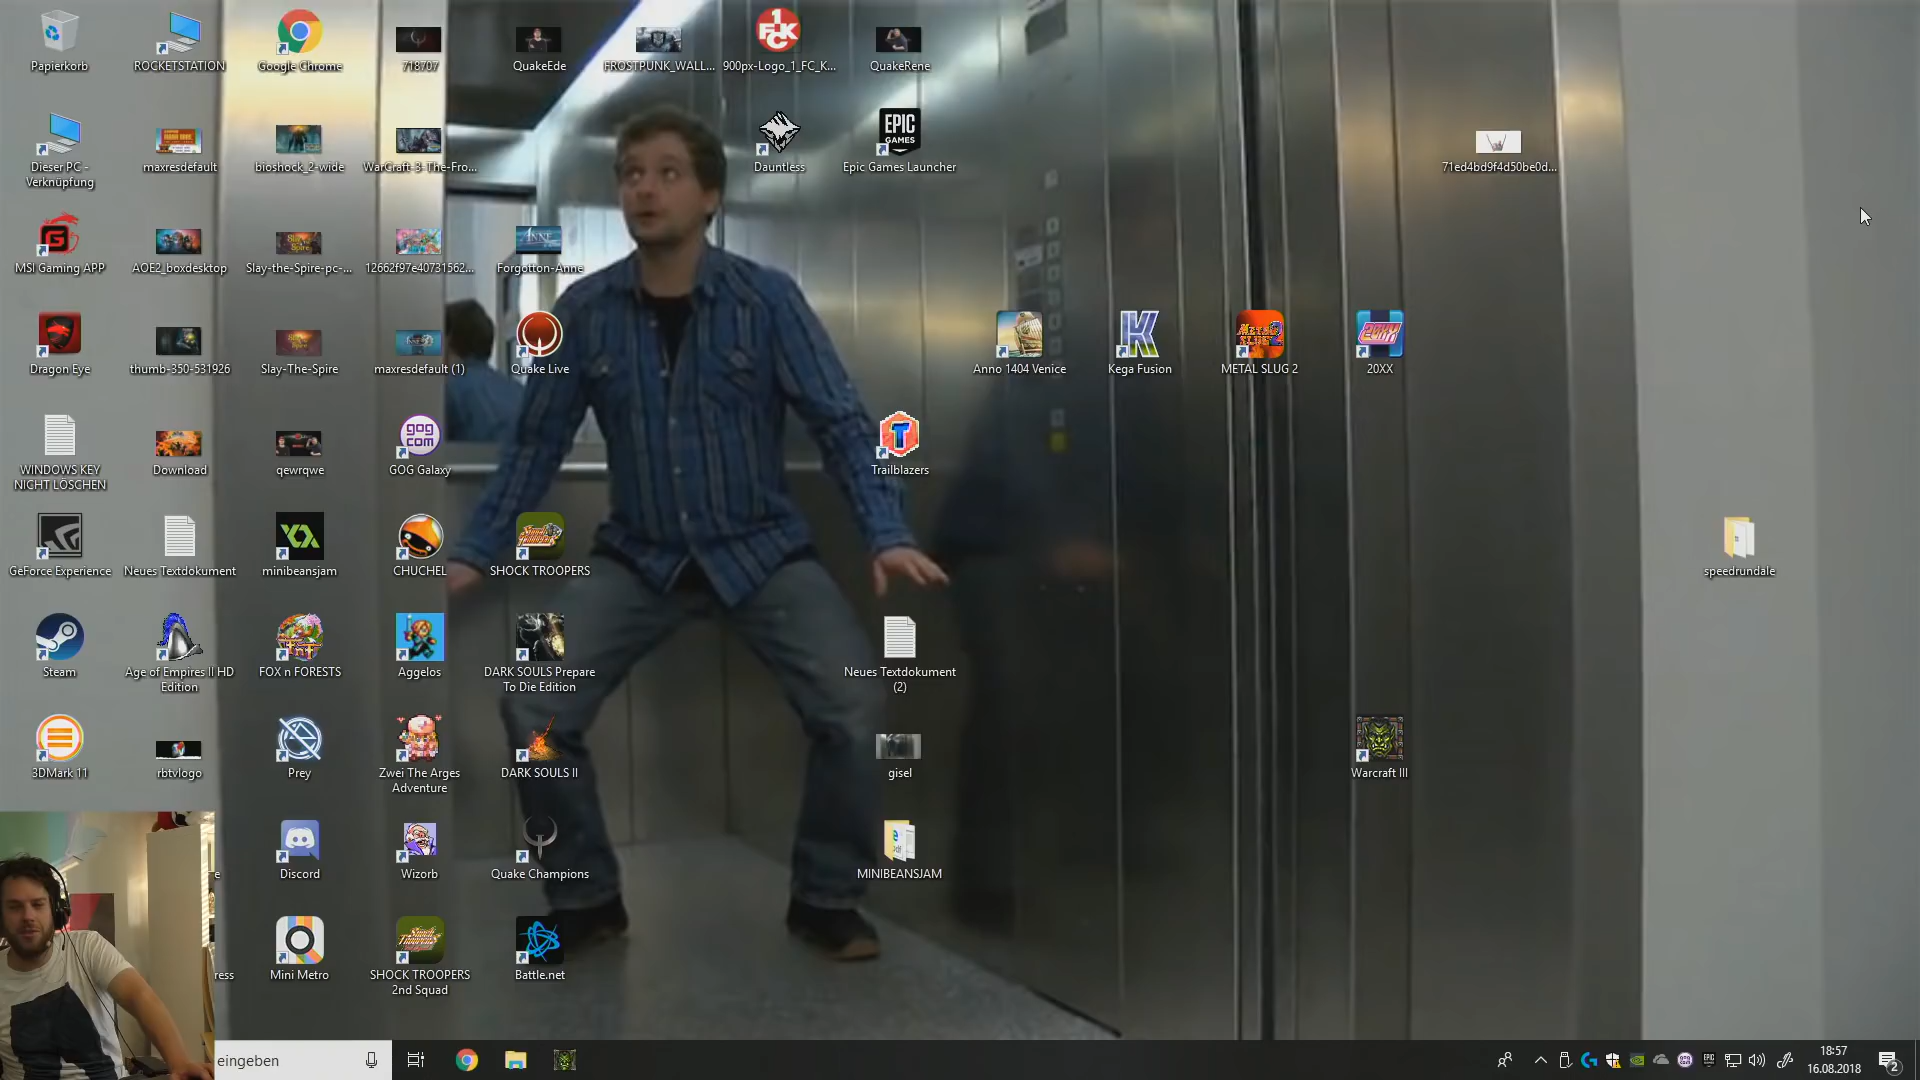 Papierkorb
ROCKETSTATION
Google Chrome
718707
QuakeEde
FROSTPUNK_WALL...
900px-Logo_1_FC_K...
QuakeRene
Dieser PC -
Verknüpfung
maxresdefault
bioshock_2-wide
WarCraft-3-The-Fro...
Dauntless
EPIC
GAMES
Epic Games Launcher
71ed4bd9f4d50be0d...
MSI Gaming APP
AOE2_boxdesktop
Slay-the-Spire-pc-...
12662f97e40731562...
Forgotton-Anne
Dragon Eye
thumb-350-531926
Slay-The-Spire
maxresdefault (1)
Quake Live
Anno 1404 Venice
Kega Fusion
METAL SLUG 2
20XX
WINDOWS KEY
NICHT LÖSCHEN
Download
qewrqwe
gog
com
GOG Galaxy
Trailblazers
GeForce Experience
Neues Textdokument
minibeansjam
CHUCHEL
SHOCK TROOPERS
speedrundale
Steam
Age of Empires II HD
Edition
FOX n FORESTS
Aggelos
DARK SOULS Prepare
To Die Edition
Neues Textdokument
(2)
3DMark 11
rbtvlogo
Prey
Zwei The Arges
Adventure
DARK SOULS II
gisel
Warcraft III
Discord
Wizorb
Quake Champions
MINIBEANSJAM
ress
Mini Metro
SHOCK TROOPERS
2nd Squad
Battle.net
eingeben
18:57
16.08.2018
2